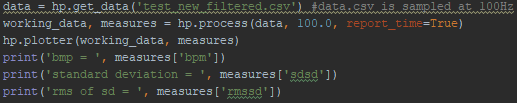 data = hp.get_data('test_new_filtered.csv') #data.csv is sampled at 100Hz
working_data, measures = hp.process(data, 100.0, report_time=True)
hp.plotter(working_data, measures)
print('bmp = ', measures['bpm'])
print('standard deviation = ', measures['sdsd'])
print('rms of sd = ', measures['rmssd'])